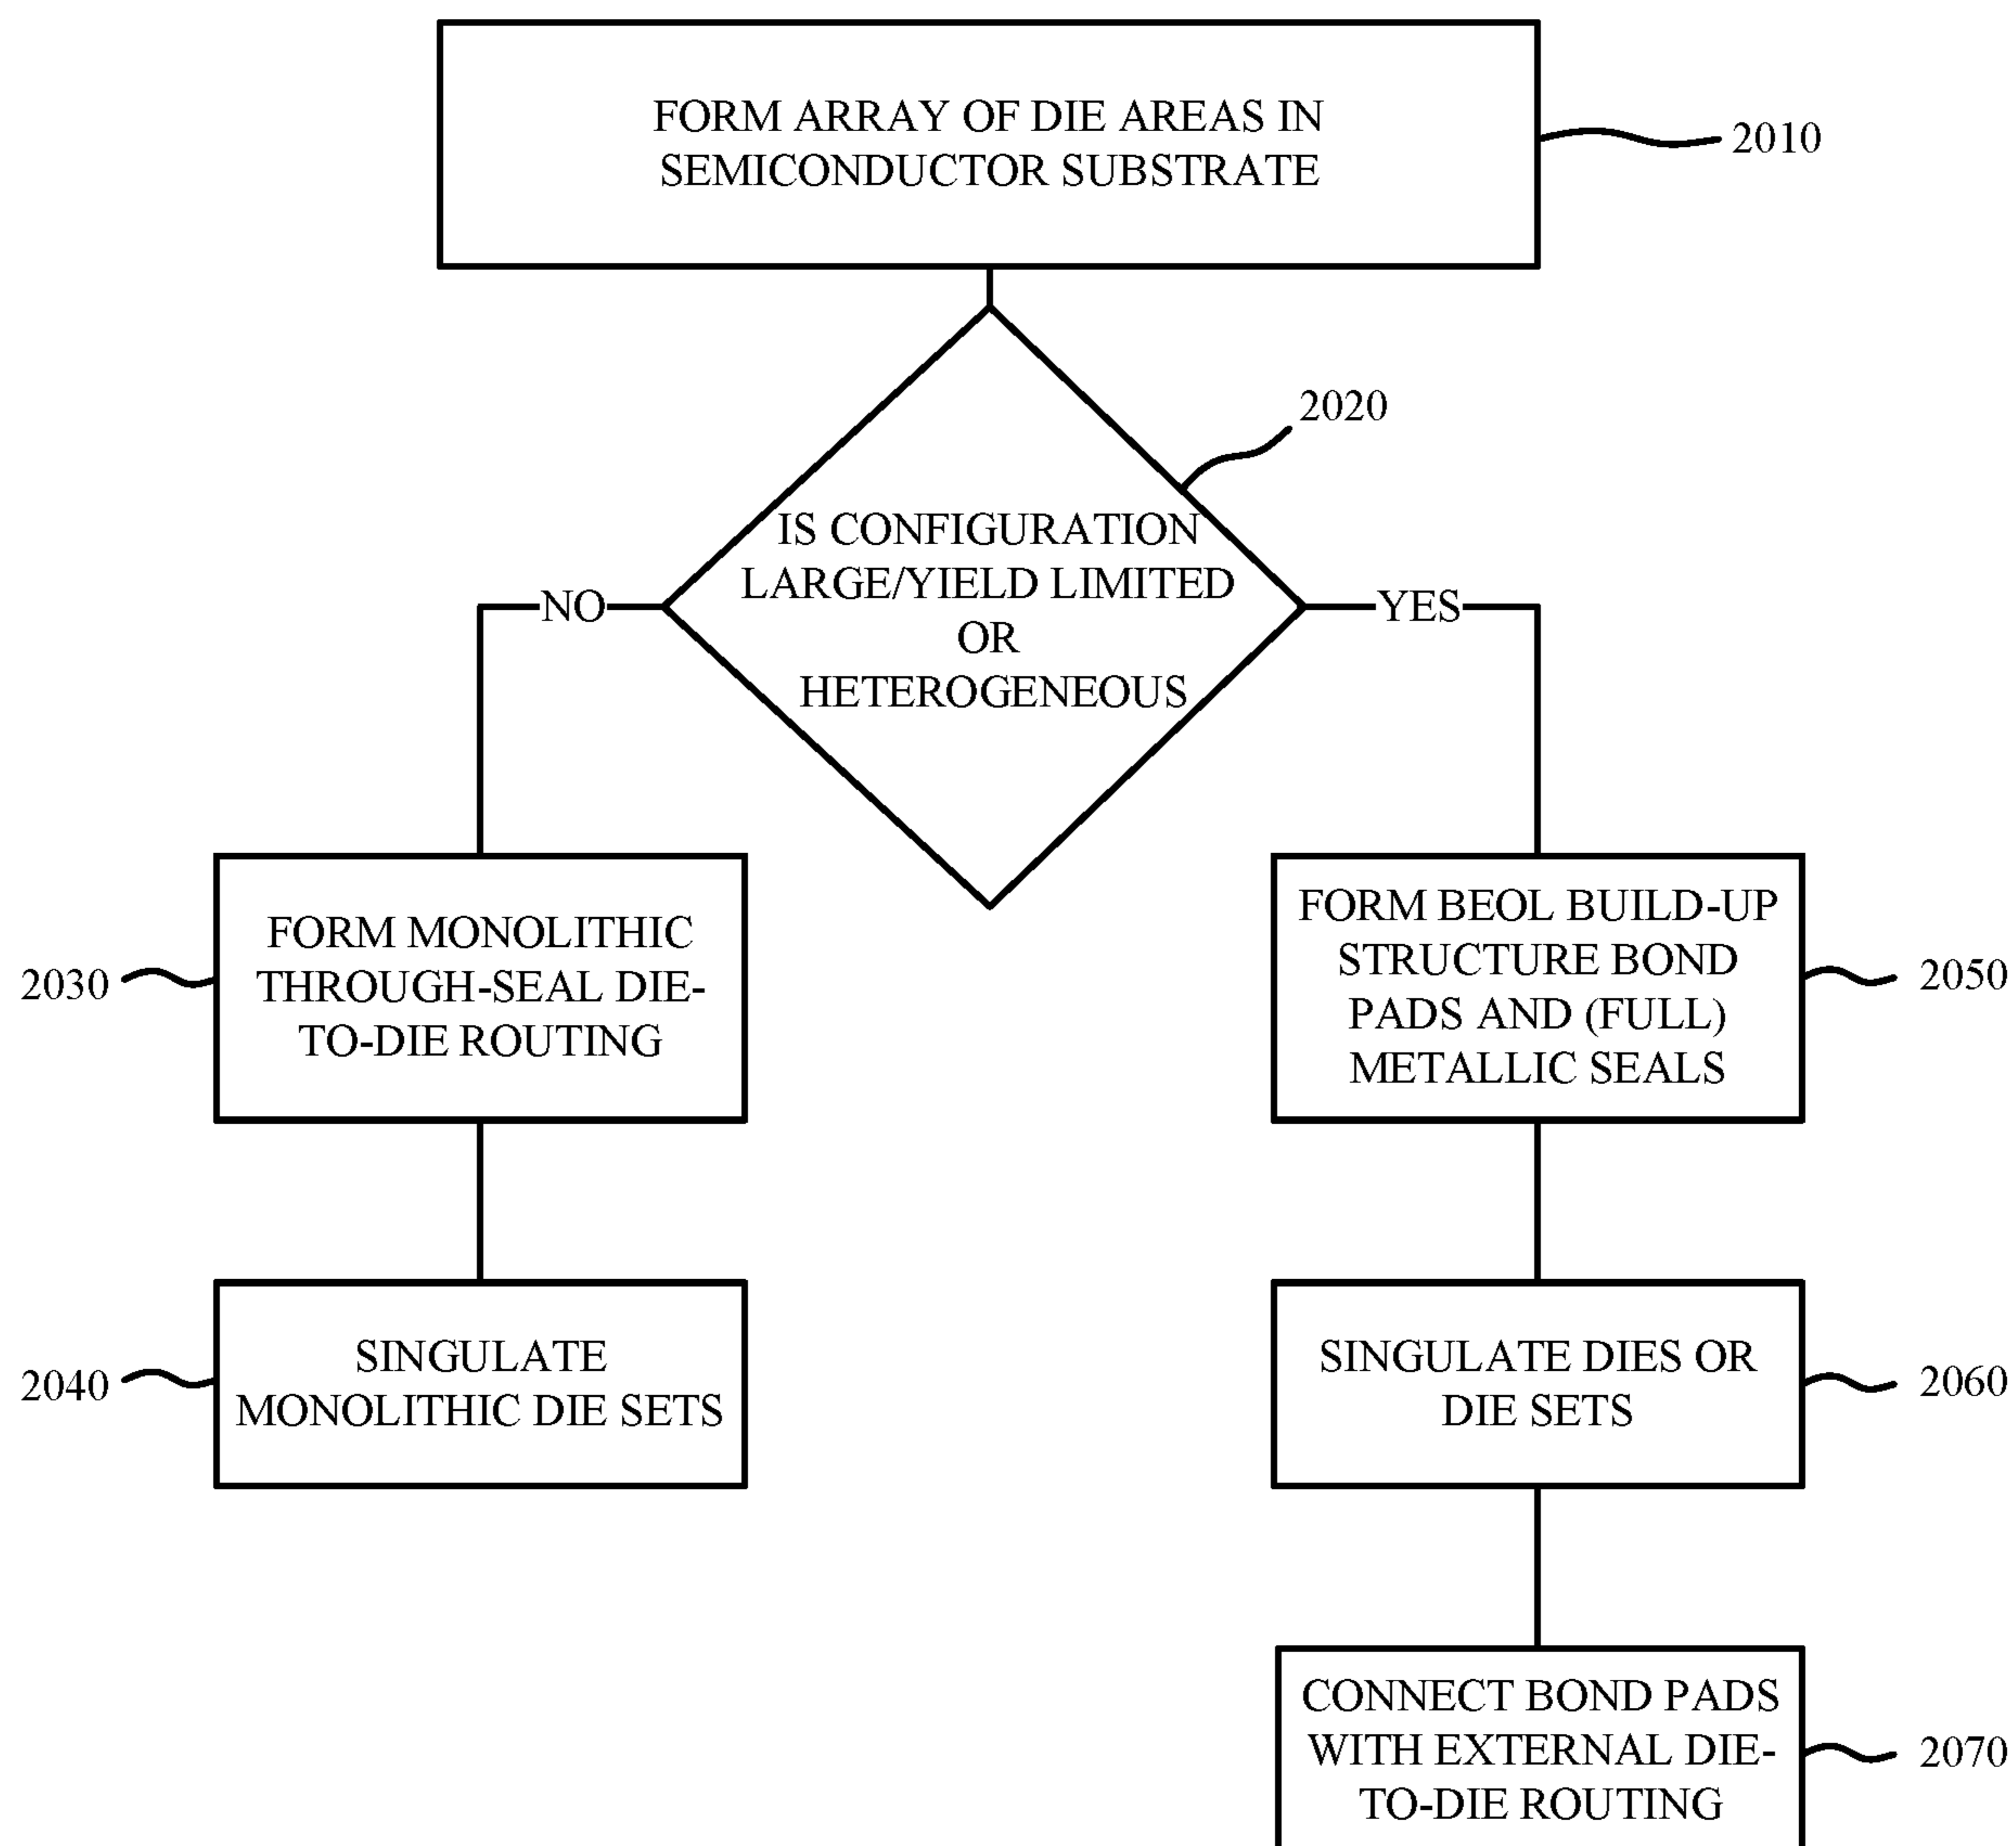 FORM ARRAY OF DIE AREAS IN
SEMICONDUCTOR SUBSTRATE
2010
2020
IS CONFIGURATION
LARGE/YIELD LIMITED
OR
HETEROGENEOUS
NO
YES
FORM MONOLITHIC
THROUGH-SEAL DIE-
TO-DIE ROUTING
2030
FORM BEOL BUILD-UP
STRUCTURE BOND
PADS AND (FULL)
METALLIC SEALS
2050
SINGULATE
MONOLITHIC DIE SETS
2040
SINGULATE DIES OR
DIE SETS
2060
CONNECT BOND PADS
WITH EXTERNAL DIE-
TO-DIE ROUTING
2070